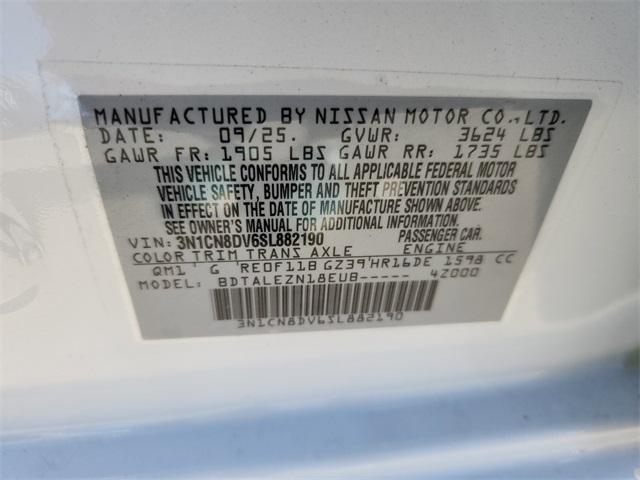 MANUFACTURED BY NISSAN MOTOR CO., LTD.
DATE: 09/25. GVWR: 3624 LBS
GAWR FR: 1905 LBS GAWR RR: 1735 LBS
THIS VEHICLE CONFORMS TO ALL APPLICABLE FEDERAL MOTOR
VEHICLE SAFETY, BUMPER AND THEFT PREVENTION STANDARDS
IN EFFECT ON THE DATE OF MANUFACTURE SHOWN ABOVE.
SEE OWNER'S MANUAL FOR ADDITIONAL INFORMATION.
VIN: 3N1CN8DV6SL882190 PASSENGER CAR.
COLOR TRIM TRANS AXLE ENGINE
QM1 G RE0F11B GZ39 HR16DE 1598 CC
MODEL: BDTALEZN18EUB----- 4Z000
3N1CN8DV6SL882190